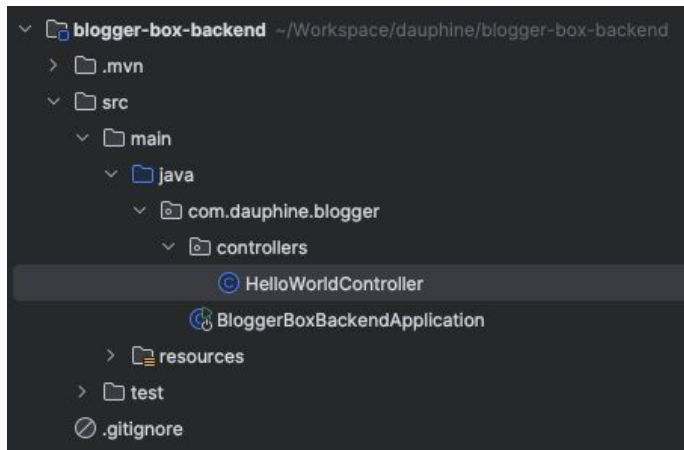 blogger-box-backend ~/Workspace/dauphine/blogger-box-backend
.mvn
src
main
java
com.dauphine.blogger
controllers
HelloWorldController
BloggerBoxBackendApplication
resources
test
.gitignore